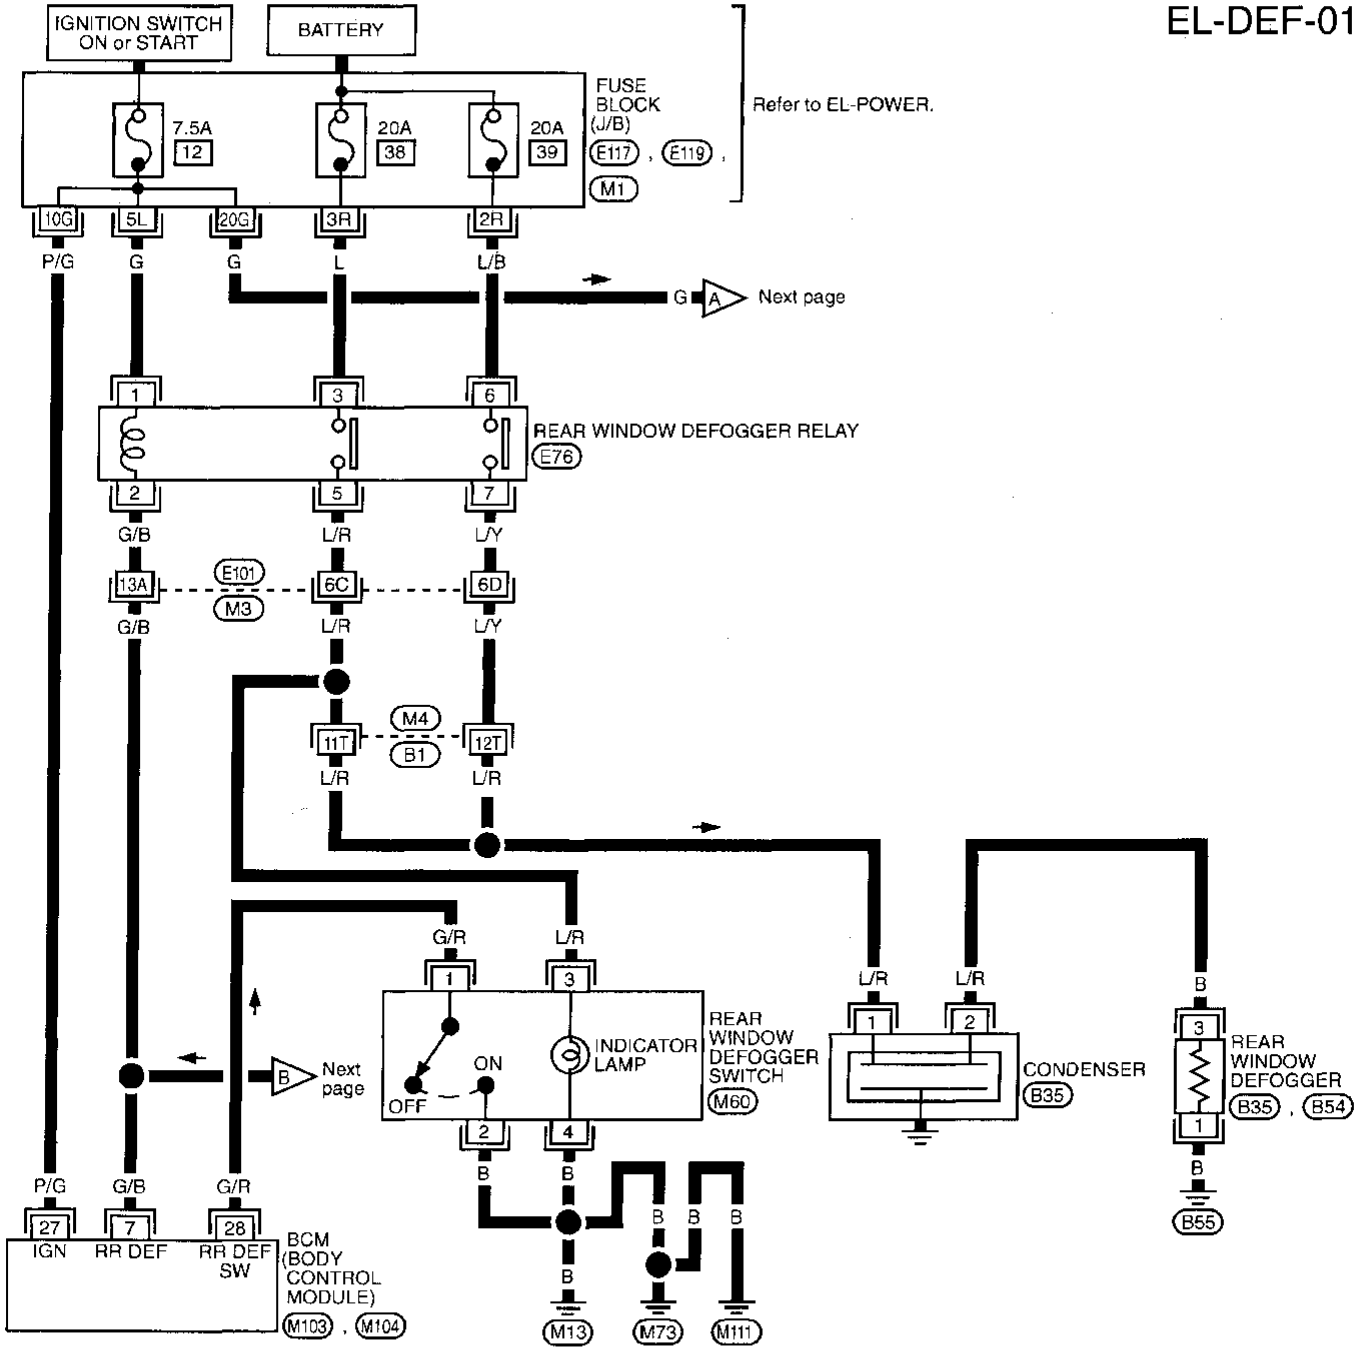 EL-DEF-01
IGNITION SWITCH
ON or START
BATTERY
FUSE
BLOCK
(J/B)
E117 , E119 ,
M1
Refer to EL-POWER.
7.5A
12
20A
38
20A
39
10G 5L 20G 3R 2R
P/G G G L L/B
G A Next page
1 3 6
REAR WINDOW DEFOGGER RELAY
E76
2 5 7
G/B L/R L/Y
13A E101 6C 6D
M3
G/B L/R L/Y
M4
11T 12T
B1
L/R L/R
G/R L/R L/R L/R B
1 3 1 2 3
INDICATOR
LAMP
ON
OFF
REAR
WINDOW
DEFOGGER
SWITCH
M60
CONDENSER
B35
REAR
WINDOW
DEFOGGER
B35 , B54
1
B
B55
B Next
page
2 4
B B
B B B
B
M13 M73 M111
P/G G/B G/R
27 7 28
IGN RR DEF RR DEF
SW
BCM
(BODY
CONTROL
MODULE)
M103 , M104